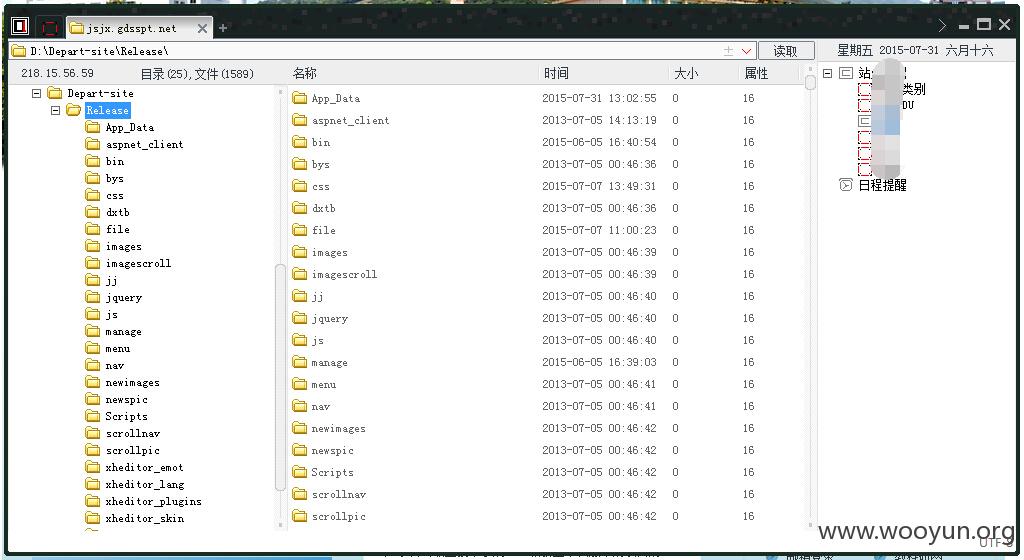 jsjx.gdsspt.net
D:\Depart-site\Release\
读取
星期五 2015-07-31 六月十六
218.15.56.59
目录(25),文件(1589)
名称 时间 大小 属性
Depart-site
Release
App_Data
aspnet_client
bin
bys
css
dxtb
file
images
imagescroll
jj
jquery
js
manage
menu
nav
newimages
newspic
Scripts
scrollnav
scrollpic
xheditor_emot
xheditor_lang
xheditor_plugins
xheditor_skin
App_Data 2015-07-31 13:02:55 0 16
aspnet_client 2013-07-05 14:13:19 0 16
bin 2015-06-05 16:40:54 0 16
bys 2013-07-05 00:46:36 0 16
css 2015-07-07 13:49:31 0 16
dxtb 2013-07-05 00:46:36 0 16
file 2015-07-07 11:00:23 0 16
images 2013-07-05 00:46:39 0 16
imagescroll 2013-07-05 00:46:39 0 16
jj 2013-07-05 00:46:40 0 16
jquery 2013-07-05 00:46:40 0 16
js 2013-07-05 00:46:40 0 16
manage 2015-06-05 16:39:03 0 16
menu 2013-07-05 00:46:41 0 16
nav 2013-07-05 00:46:41 0 16
newimages 2013-07-05 00:46:42 0 16
newspic 2013-07-05 00:46:42 0 16
Scripts 2013-07-05 00:46:42 0 16
scrollnav 2013-07-05 00:46:42 0 16
scrollpic 2013-07-05 00:46:42 0 16
站
类别
DU
日程提醒
www.wooyun.org
UTF-8